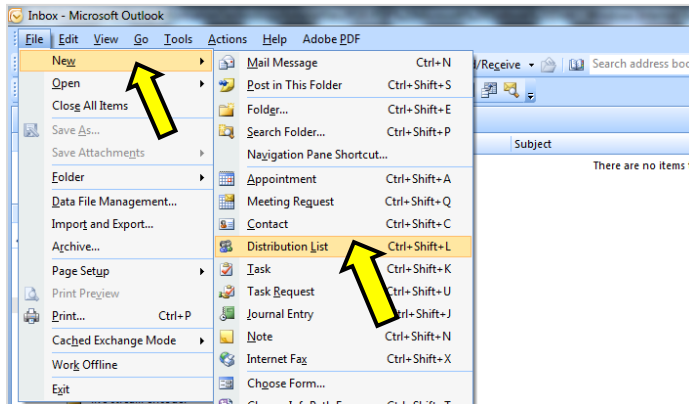 Inbox - Microsoft Outlook
File Edit View Go Tools Actions Help Adobe PDF
New
Open
Close All Items
Save As...
Save Attachments
Folder
Data File Management...
Import and Export...
Archive...
Page Setup
Print Preview
Print... Ctrl+P
Cached Exchange Mode
Work Offline
Exit
Mail Message Ctrl+N
Post in This Folder Ctrl+Shift+S
Folder... Ctrl+Shift+E
Search Folder... Ctrl+Shift+P
Navigation Pane Shortcut...
Appointment Ctrl+Shift+A
Meeting Request Ctrl+Shift+Q
Contact Ctrl+Shift+C
Distribution List Ctrl+Shift+L
Task Ctrl+Shift+K
Task Request Ctrl+Shift+U
Journal Entry Ctrl+Shift+J
Note Ctrl+Shift+N
Internet Fax Ctrl+Shift+X
Choose Form...
/Receive Search address boo
Subject
There are no items